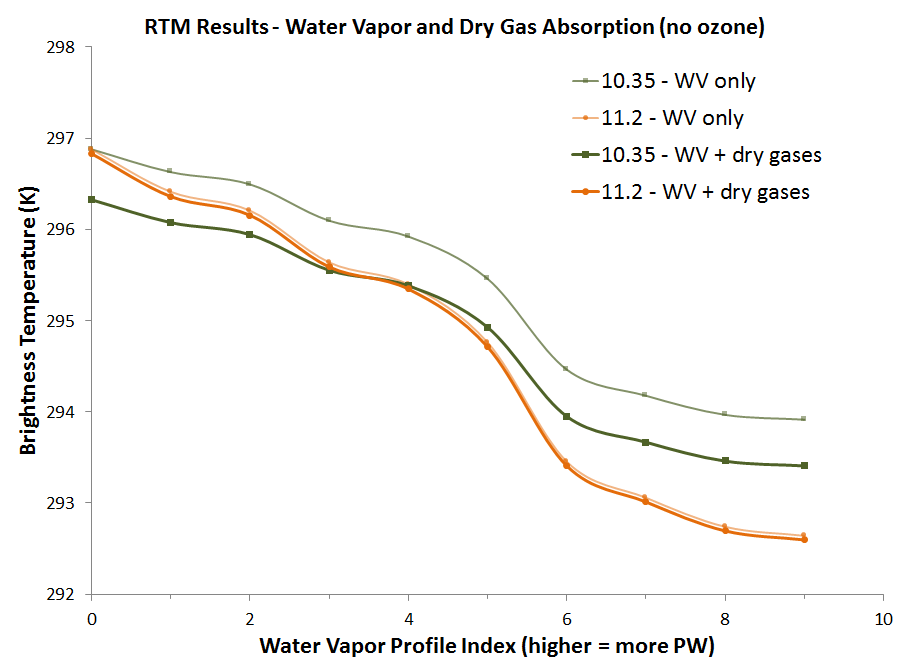 RTM Results - Water Vapor and Dry Gas Absorption (no ozone)
298
10.35 - WV only
11.2 - WV only
297
10.35 - WV + dry gases
11.2 - WV + dry gases
296
295
294
293
292
Brightness Temperature (K)
0 2 4 6 8 10
Water Vapor Profile Index (higher = more PW)